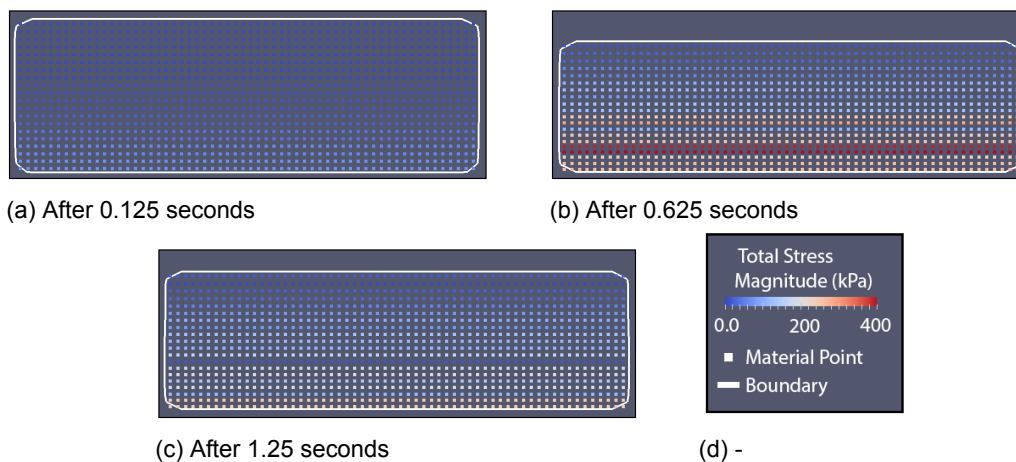 (a) After 0.125 seconds
(b) After 0.625 seconds
Total Stress
Magnitude (kPa)
0.0 200 400
Material Point
Boundary
(c) After 1.25 seconds
(d) -